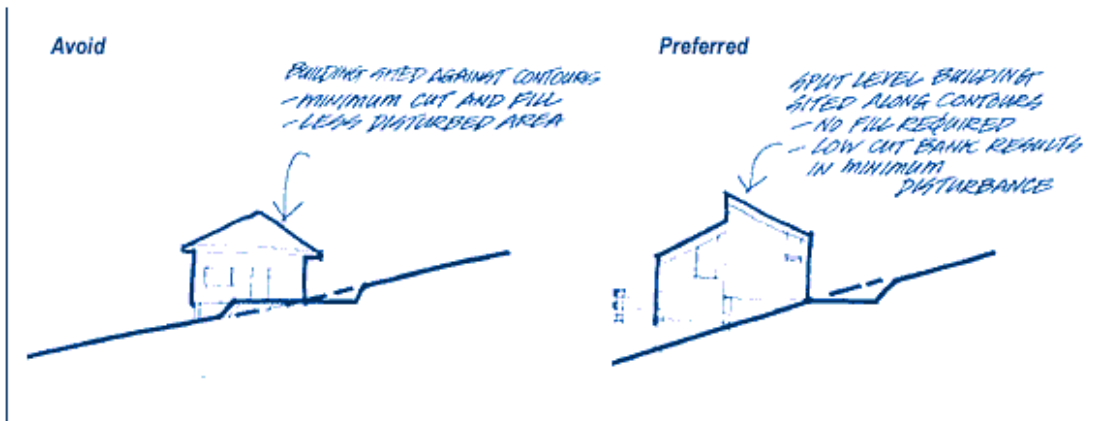 Avoid
BUILDING SITED AGAINST CONTOURS
- MINIMUM CUT AND FILL
- LESS DISTURBED AREA
Preferred
SPLIT LEVEL BUILDING
SITED ALONG CONTOURS
- NO FILL REQUIRED
- LOW CUT BANK RESULTS
IN MINIMUM
DISTURBANCE